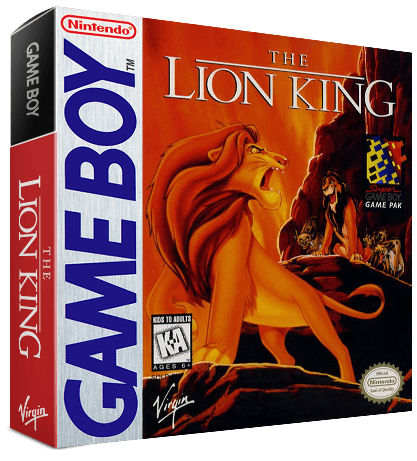 GAME BOY
THE
LION KING
Virgin
Nintendo
GAME BOY
TM
THE
LION KING
Super
GAME BOY
GAME PAK
KIDS TO ADULTS
K-A
AGES 6+
Virgin
Official
Nintendo
Seal of Quality